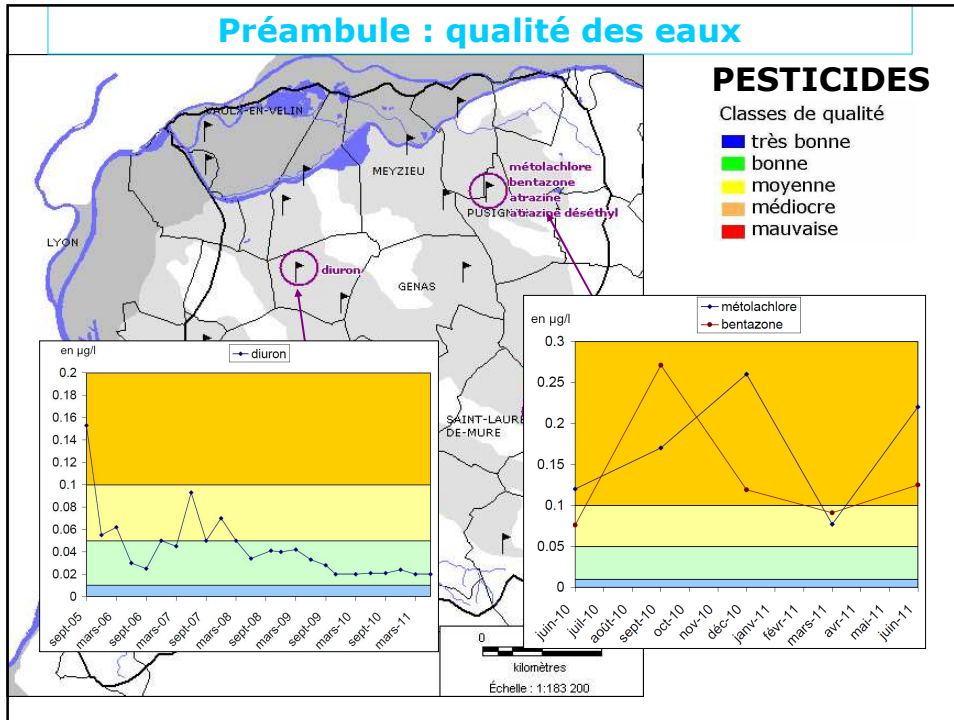 Préambule : qualité des eaux
PESTICIDES
Classes de qualité
très bonne
bonne
moyenne
médiocre
mauvaise
VAULX-EN-VELIN
MEYZIEU
métolachlore
bentazone
atrazine
atrazine déséthyl
PUSIGN
LYON
diuron
GENAS
SAINT-LAURE
DE-MURE
en µg/l
diuron
0.2
0.18
0.16
0.14
0.12
0.1
0.08
0.06
0.04
0.02
0
sept-05
mars-06
sept-06
mars-07
sept-07
mars-08
sept-08
mars-09
sept-09
mars-10
sept-10
mars-11
en µg/l
métolachlore
bentazone
0.3
0.25
0.2
0.15
0.1
0.05
0
juin-10
juil-10
août-10
sept-10
oct-10
nov-10
déc-10
janv-11
févr-11
mars-11
avr-11
mai-11
juin-11
0
kilomètres
Échelle : 1:183 200